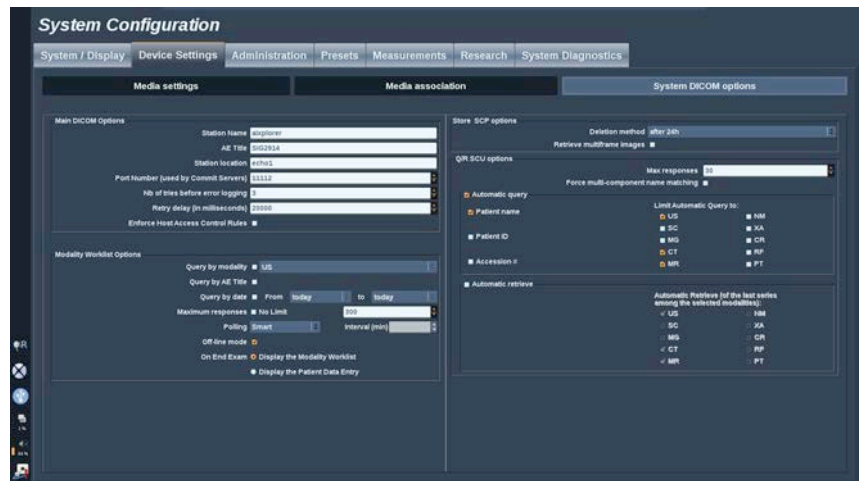 System Configuration
System / Display Device Settings Administration Presets Measurements Research System Diagnostics
Media settings Media association System DICOM options
Main DICOM Options
Station Name aixplorer
AE Title SIG2914
Station location echo1
Port Number (used by Commit Servers) 11112
Nb of tries before error logging 3
Retry delay (in milliseconds) 20000
Enforce Host Access Control Rules
Modality Worklist Options
Query by modality US
Query by AE Title
Query by date From today to today
Maximum responses No Limit 300
Polling Smart Interval (min)
Off-line mode
On End Exam Display the Modality Worklist
Display the Patient Data Entry
Store SCP options
Deletion method after 24h
Retrieve multiframe images
Q/R SCU options
Max responses 30
Force multi-component name matching
Automatic query
Limit Automatic Query to:
Patient name US NM
SC XA
Patient ID MG CR
CT RF
Accession # MR PT
Automatic retrieve
Automatic Retrieve (of the last series
among the selected modalities):
US NM
SC XA
MG CR
CT RF
MR PT
R